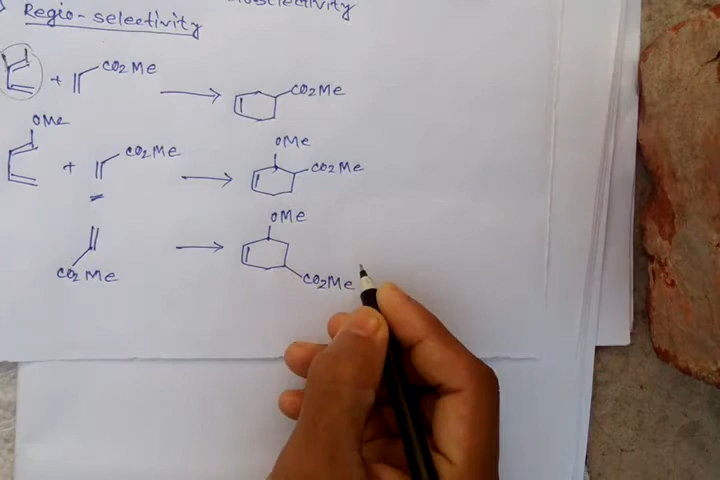 Regio-selectivity
+ CO2Me → CO2Me
OMe
+ CO2Me → OMe CO2Me
CO2Me → OMe CO2Me